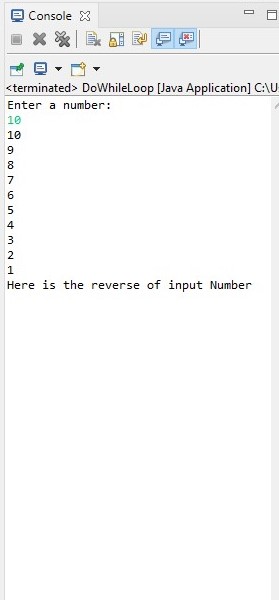 Console
<terminated> DoWhileLoop [Java Application] C:\U
Enter a number:
10
10
9
8
7
6
5
4
3
2
1
Here is the reverse of input Number